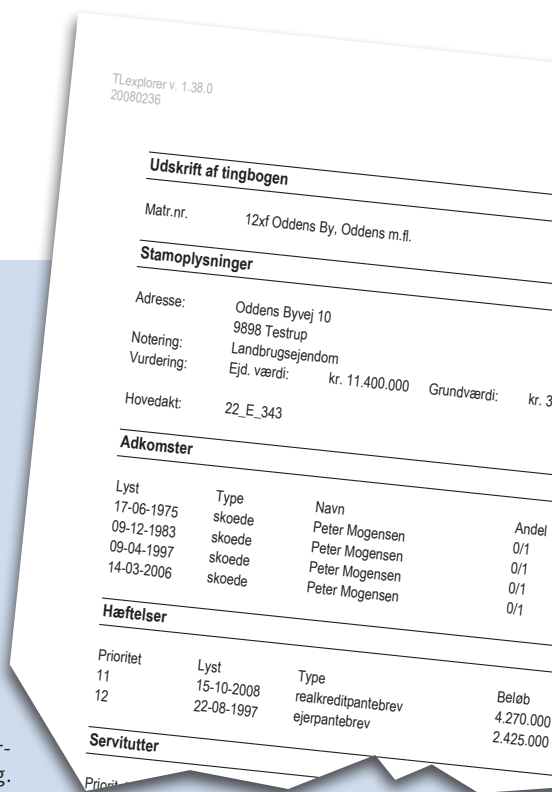 TLexplorer v. 1.38.0
20080236
Udskrift af tingbogen
Matr.nr. 12xf Oddens By, Oddens m.fl.
Stamoplysninger
Adresse: Oddens Byvej 10
9898 Testrup
Notering: Landbrugsejendom
Vurdering: Ejd. værdi: kr. 11.400.000 Grundværdi: kr. 3
Hovedakt: 22_E_343
Adkomster
Lyst Type Navn Andel
17-06-1975 skoede Peter Mogensen 0/1
09-12-1983 skoede Peter Mogensen 0/1
09-04-1997 skoede Peter Mogensen 0/1
14-03-2006 skoede Peter Mogensen 0/1
Hæftelser
Prioritet Lyst Type Beløb
11 15-10-2008 realkreditpantebrev 4.270.000
12 22-08-1997 ejerpantebrev 2.425.000
Servitutter
r-
g.